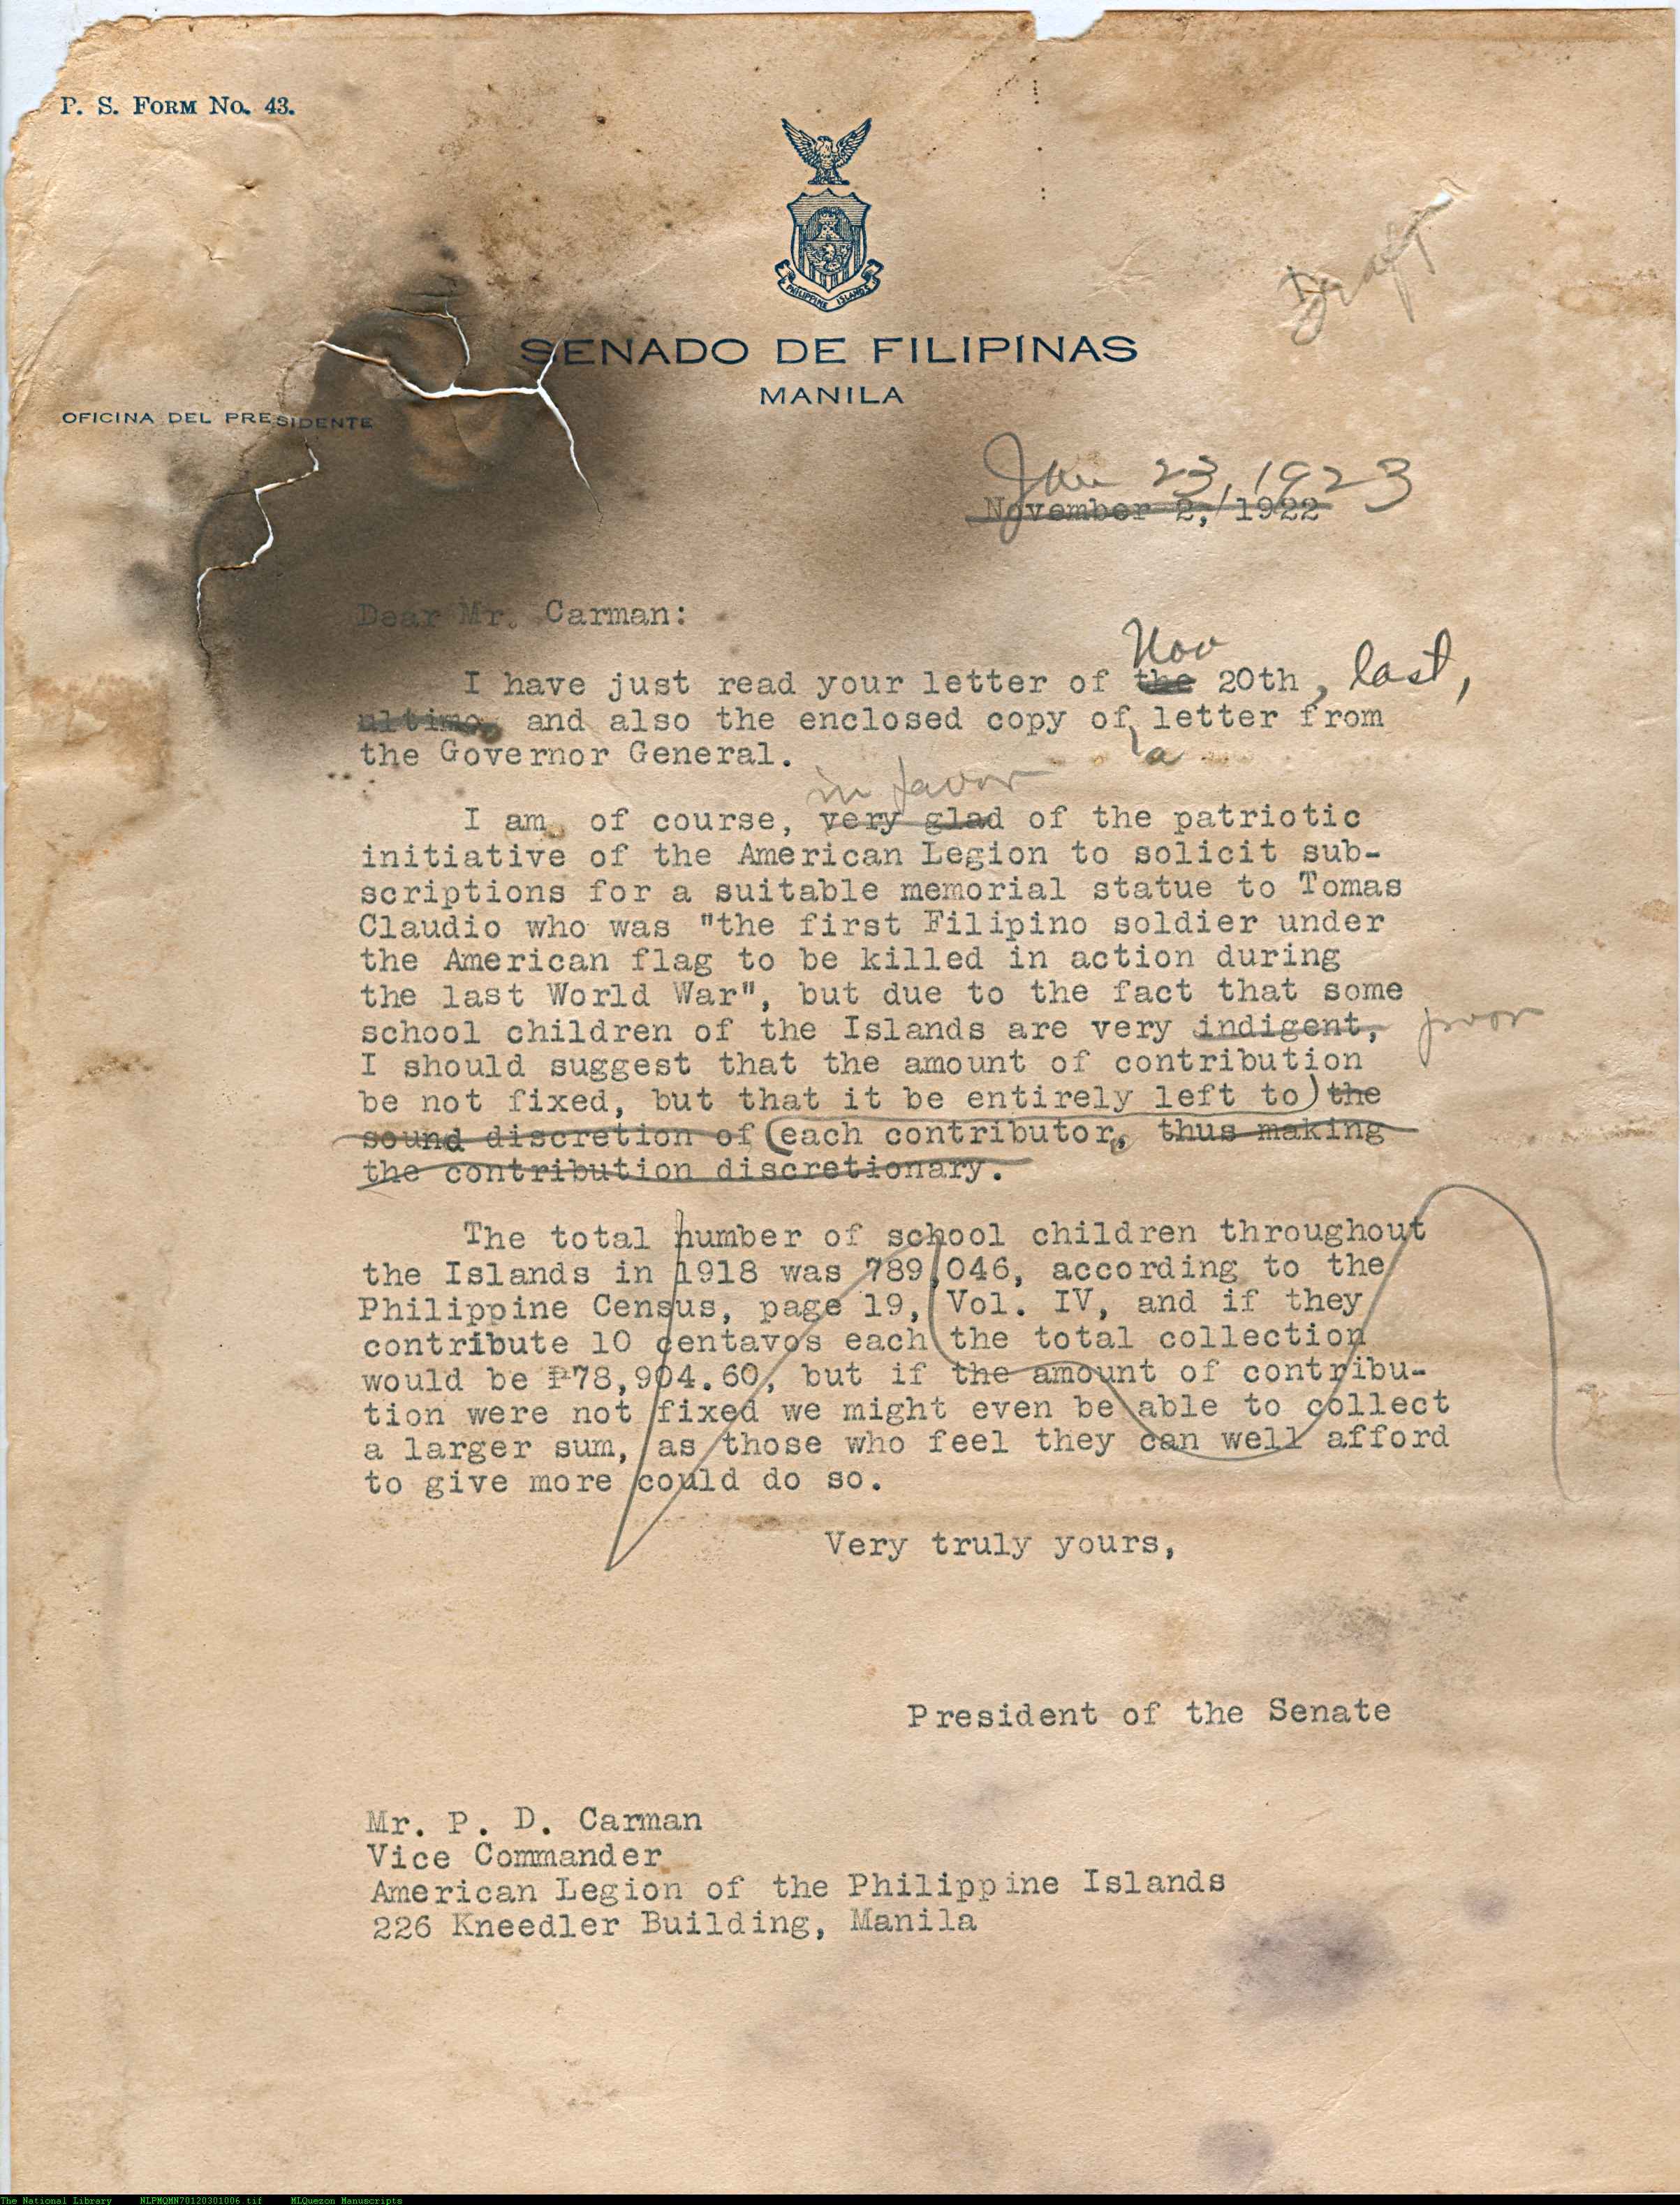 P. S. FORM No. 43.
PHILIPPINE ISLANDS
Draft
SENADO DE FILIPINAS
MANILA
OFICINA DEL PRESIDENTE
Jan 23, 1923
November 2, 1922
Dear Mr. Carman:
Nov
I have just read your letter of the 20th, last,
ultimo, and also the enclosed copy of letter from
a
the Governor General.
in favor
I am, of course, very glad of the patriotic
initiative of the American Legion to solicit sub-
scriptions for a suitable memorial statue to Tomas
Claudio who was "the first Filipino soldier under
the American flag to be killed in action during
the last World War", but due to the fact that some
school children of the Islands are very indigent, poor
I should suggest that the amount of contribution
be not fixed, but that it be entirely left to the
sound discretion of each contributor, thus making
the contribution discretionary.
The total number of school children throughout
the Islands in 1918 was 789,046, according to the
Philippine Census, page 19, Vol. IV, and if they
contribute 10 centavos each the total collection
would be ₱78,904.60, but if the amount of contribu-
tion were not fixed we might even be able to collect
a larger sum, as those who feel they can well afford
to give more could do so.
Very truly yours,
President of the Senate
Mr. P. D. Carman
Vice Commander
American Legion of the Philippine Islands
226 Kneedler Building, Manila
The National Library NLPMQMN70120301006.tif MLQuezon Manuscripts